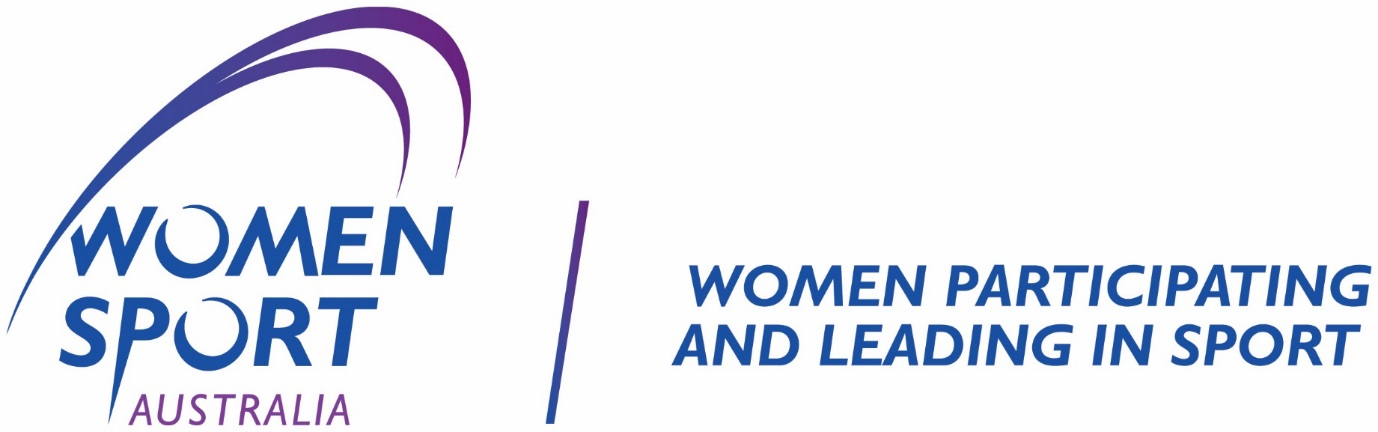 WOMEN
SPORT
AUSTRALIA
WOMEN PARTICIPATING
AND LEADING IN SPORT